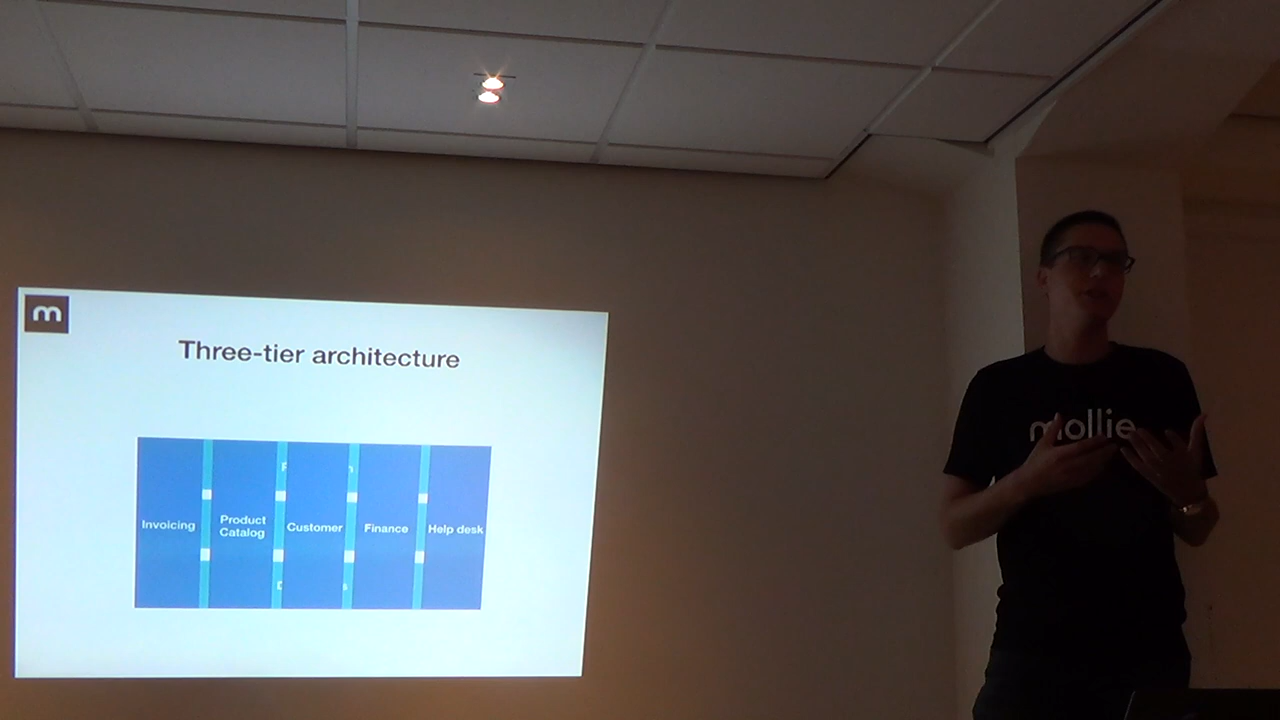 m
Three-tier architecture
Invoicing
Product
Catalog
Customer
Finance
Help desk
mollie